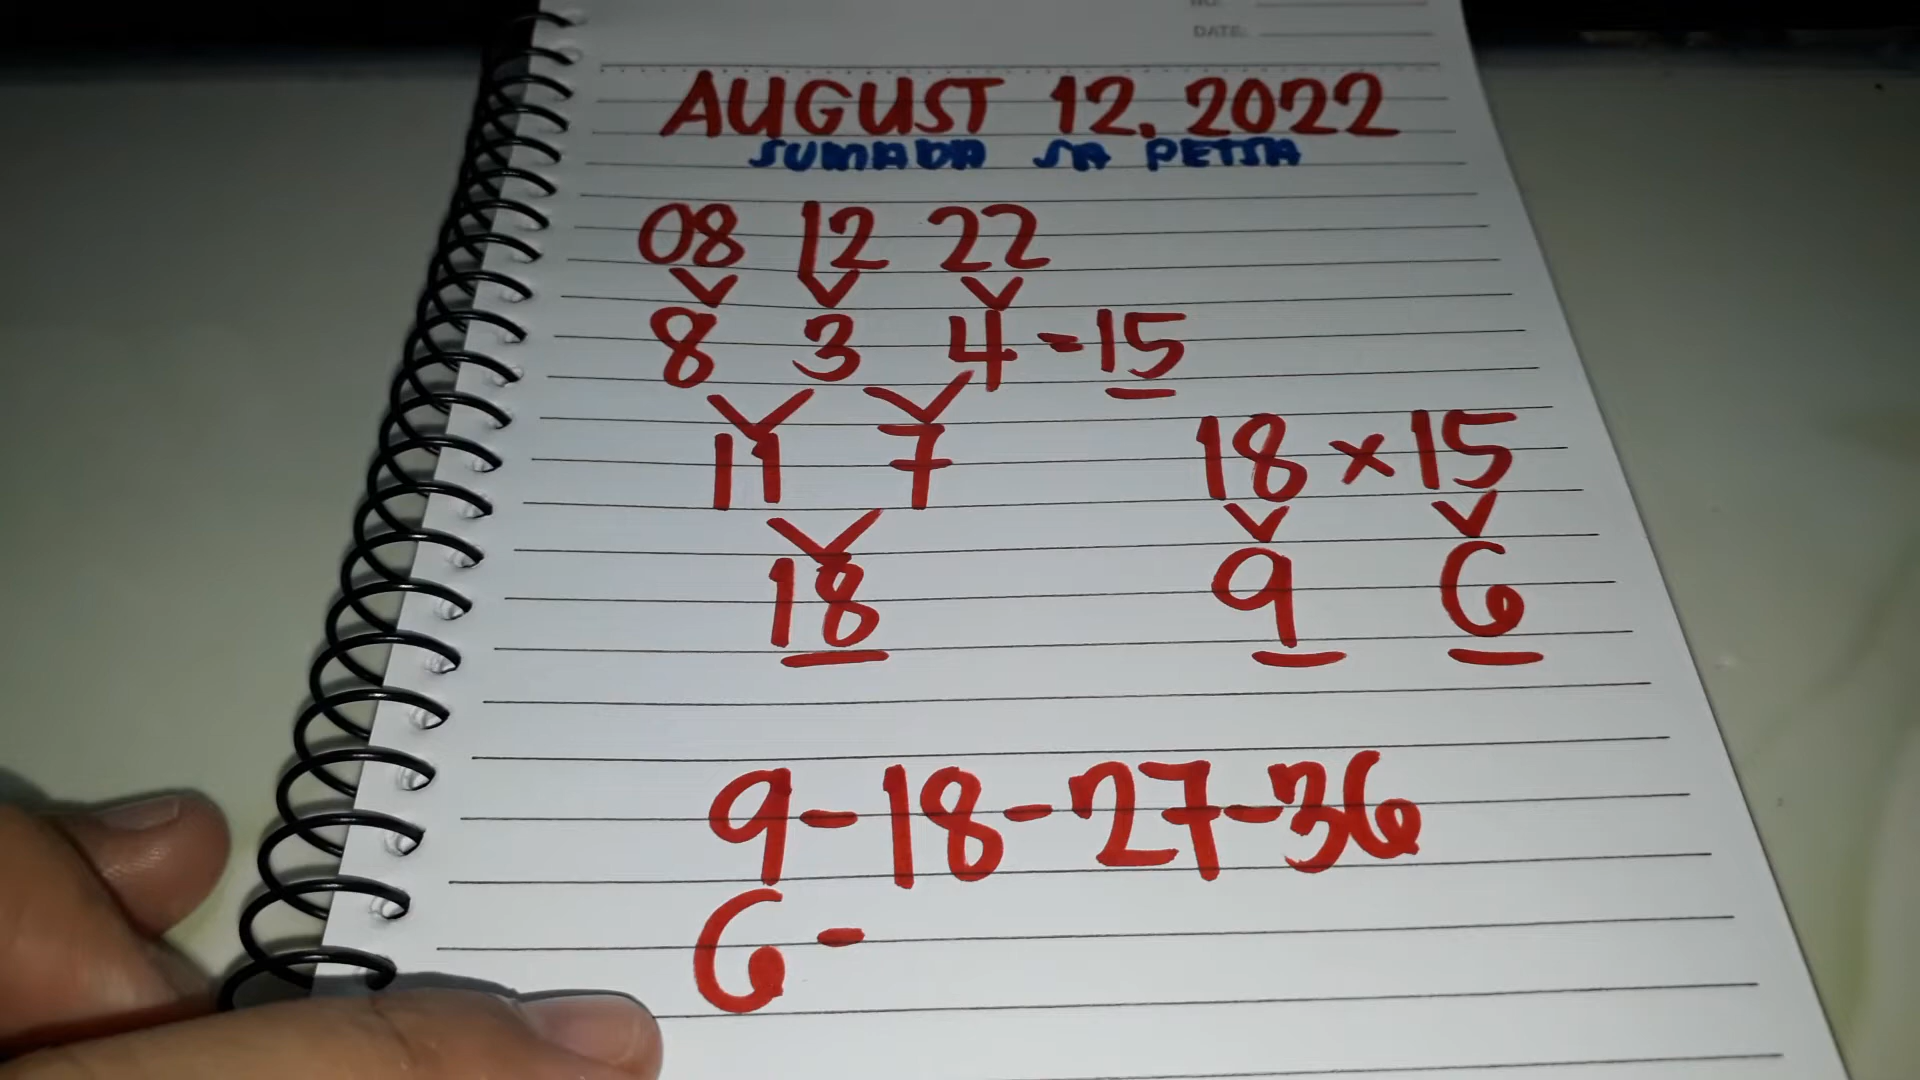 NO:
DATE:
AUGUST 12, 2022
SUMADA SA PETSA
08 12 22
8 3 4 = 15
11 7
18 × 15
9 6
18
9 - 18 - 27 - 36
6 -